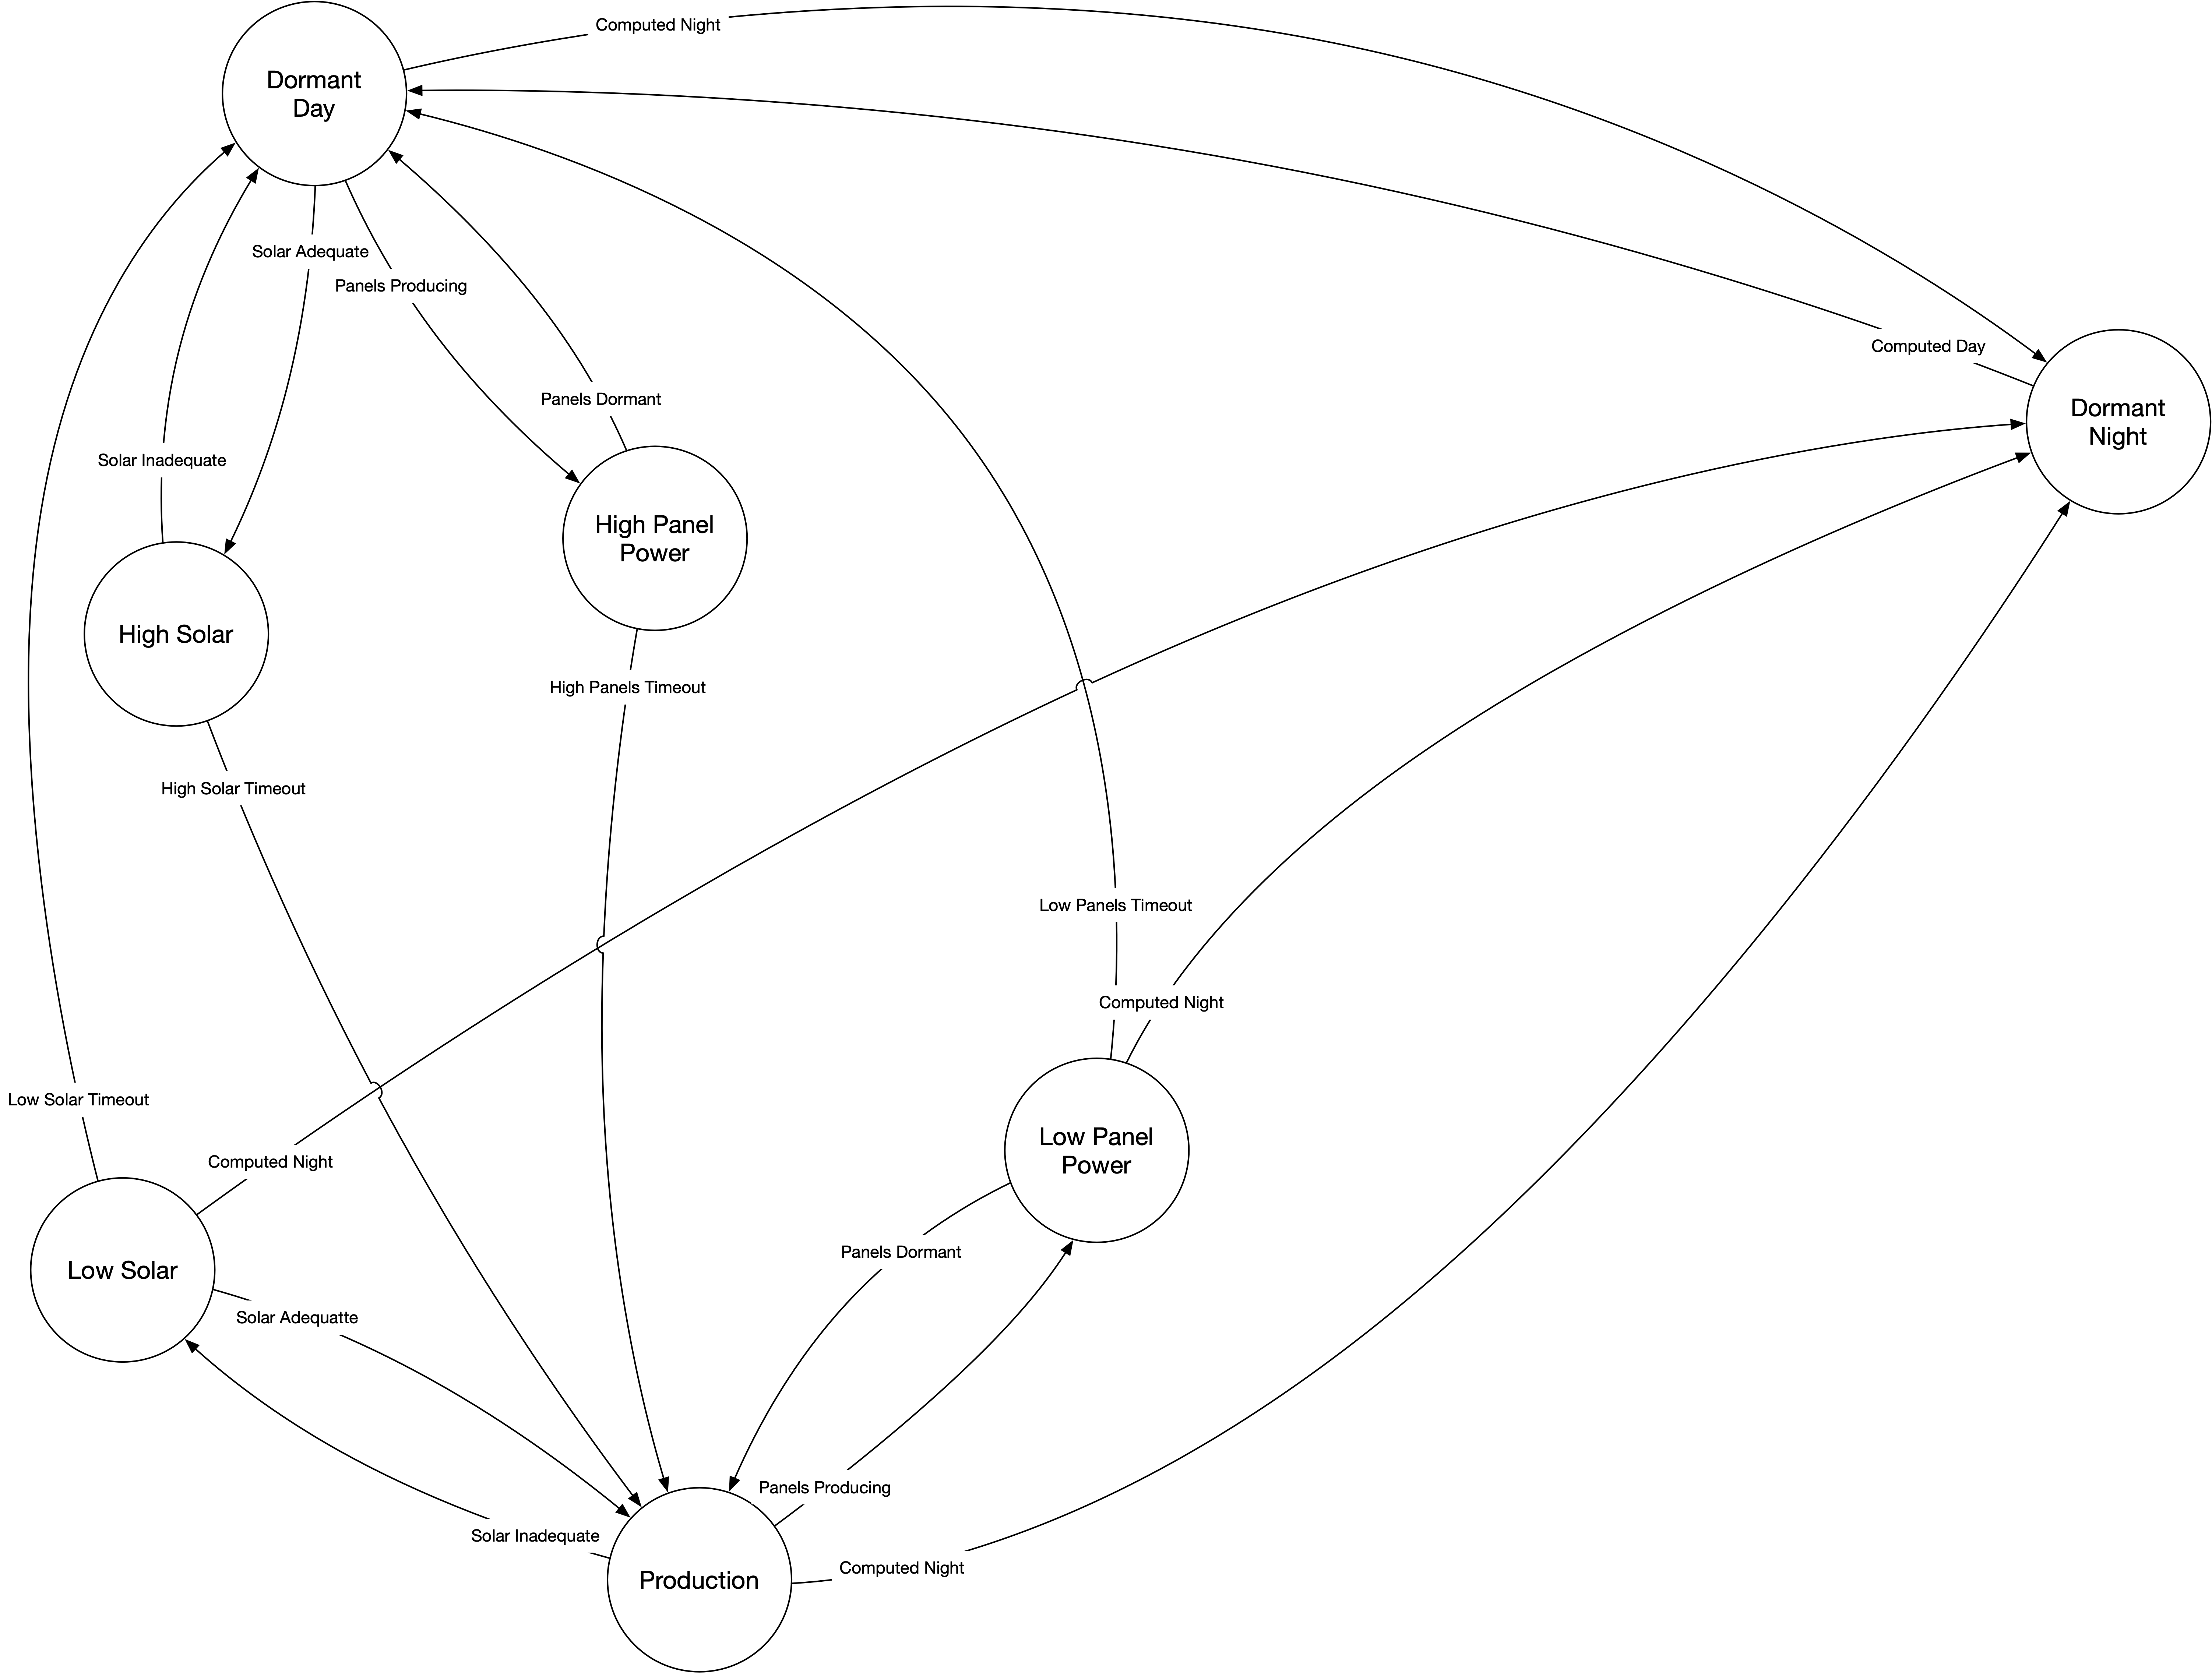 Computed Night
Dormant
Day
Solar Adequate
Panels Producing
Computed Day
Panels Dormant
Dormant
Night
Solar Inadequate
High Panel
Power
High Solar
High Panels Timeout
High Solar Timeout
Low Panels Timeout
Computed Night
Low Solar Timeout
Low Panel
Power
Computed Night
Panels Dormant
Low Solar
Solar Adequatte
Panels Producing
Solar Inadequate
Computed Night
Production